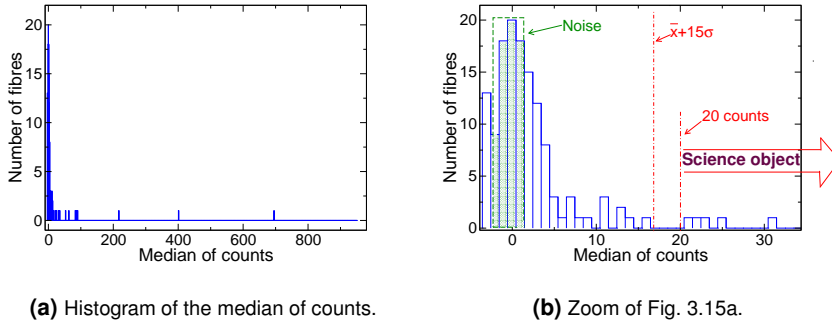 20
15
10
5
0
Number of fibres
0 200 400 600 800
Median of counts
(a) Histogram of the median of counts.
20
15
10
5
0
Number of fibres
Noise
x̅+15σ
20 counts
Science object
0 10 20 30
Median of counts
(b) Zoom of Fig. 3.15a.